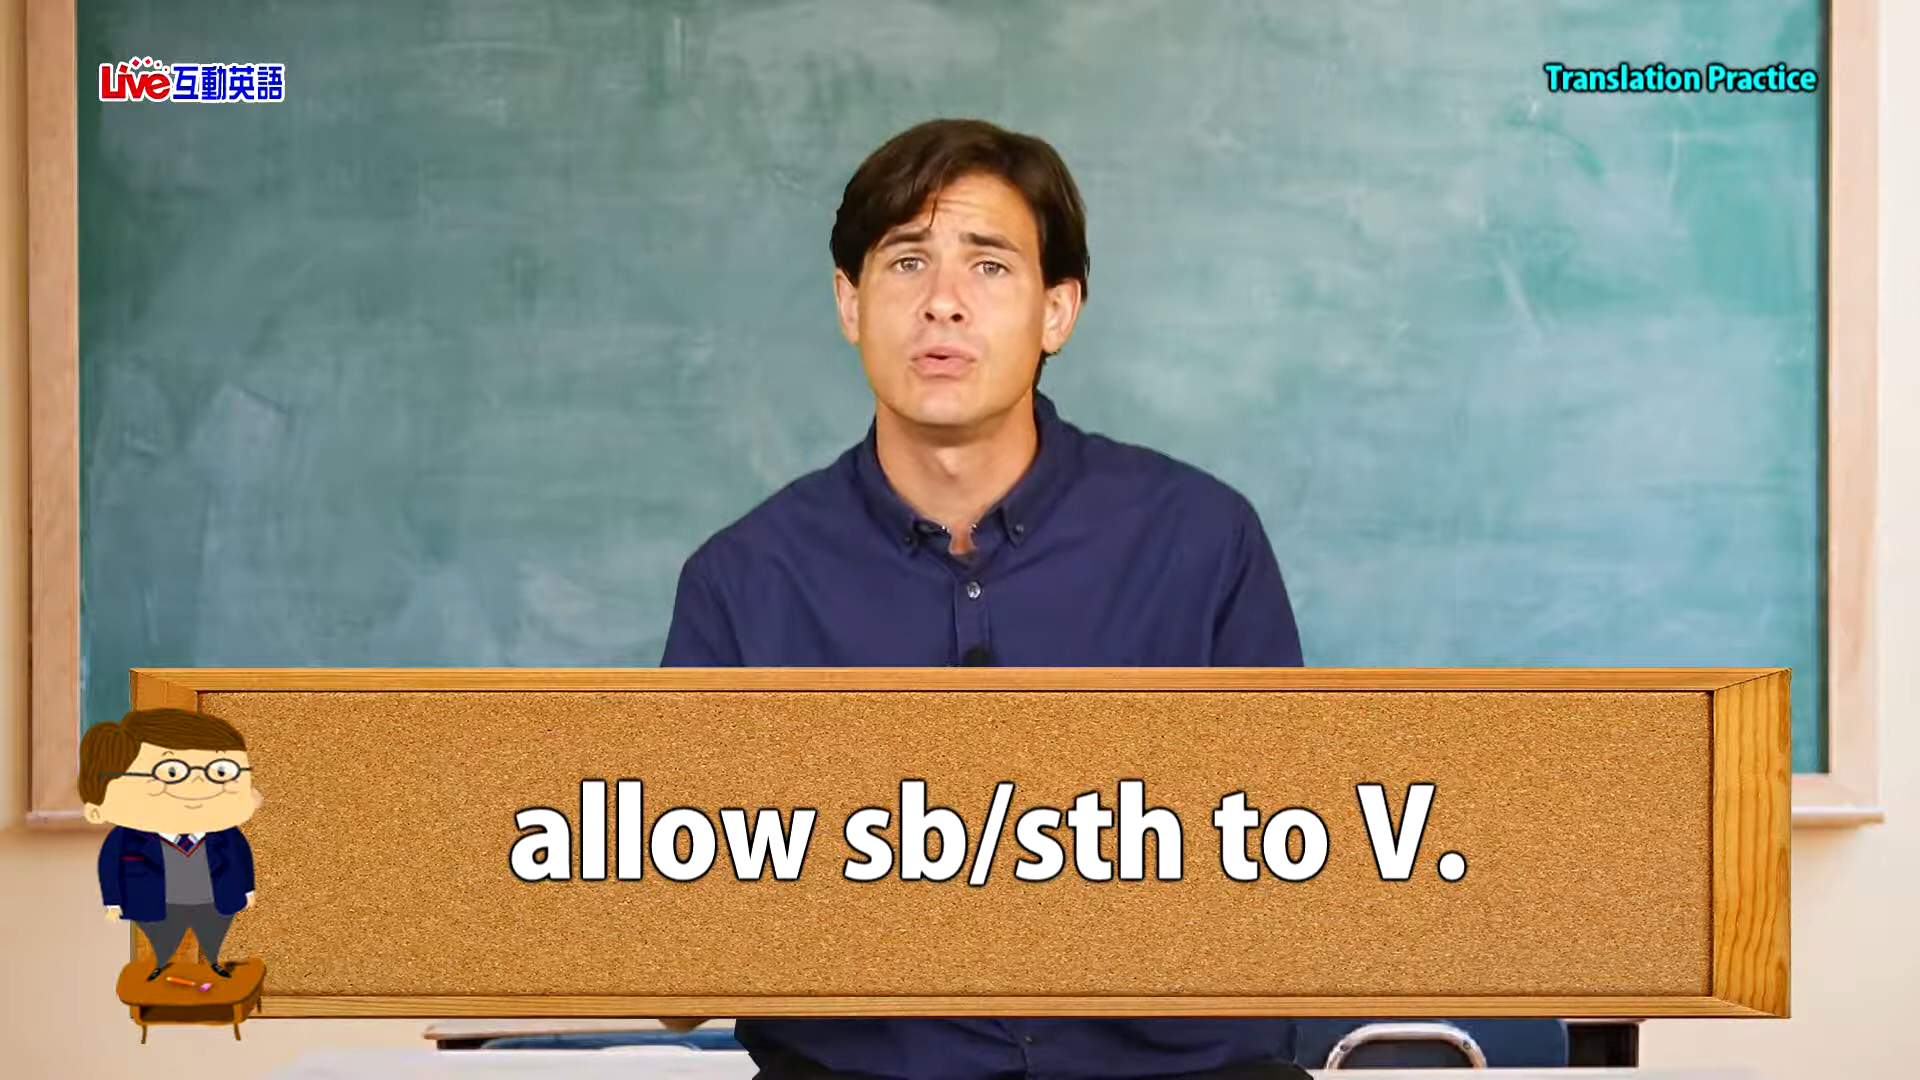 Live互動英語
Translation Practice
allow sb/sth to V.